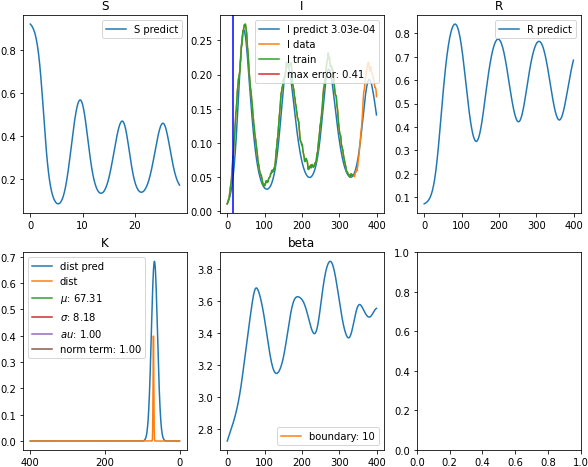 S
I
R
S predict
I predict 3.03e-04
I data
I train
max error: 0.41
R predict
0.8
0.6
0.4
0.2
0.25
0.20
0.15
0.10
0.05
0.00
0.8
0.7
0.6
0.5
0.4
0.3
0.2
0.1
0 10 20
0 100 200 300 400
0 200 400
K
beta
dist pred
dist
μ: 67.31
σ: 8.18
au: 1.00
norm term: 1.00
boundary: 10
0.7
0.6
0.5
0.4
0.3
0.2
0.1
0.0
3.8
3.6
3.4
3.2
3.0
2.8
1.0
0.8
0.6
0.4
0.2
0.0
400 200 0
0 100 200 300 400
0.0 0.2 0.4 0.6 0.8 1.0